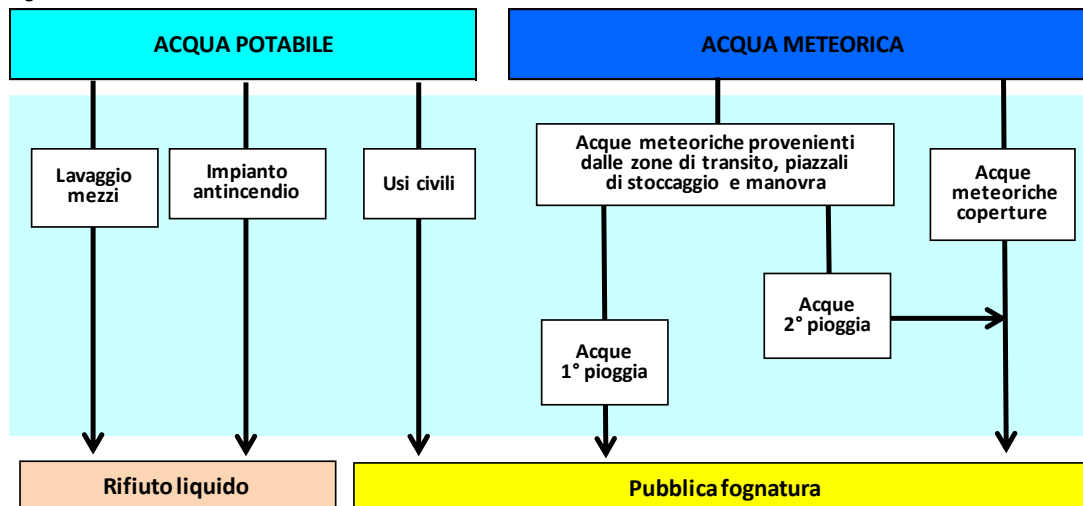 ACQUA POTABILE
ACQUA METEORICA
Lavaggio
mezzi
Impianto
antincendio
Usi civili
Acque meteoriche provenienti
dalle zone di transito, piazzali
di stoccaggio e manovra
Acque
meteoriche
coperture
Acque
2° pioggia
Acque
1° pioggia
Rifiuto liquido
Pubblica fognatura